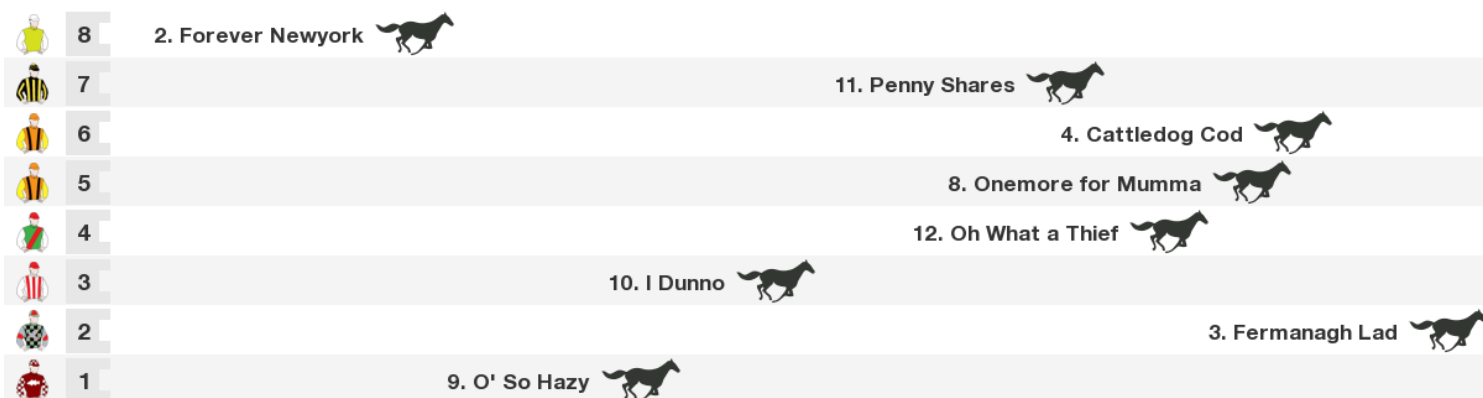 8 2. Forever Newyork
7 11. Penny Shares
6 4. Cattledog Cod
5 8. Onemore for Mumma
4 12. Oh What a Thief
3 10. I Dunno
2 3. Fermanagh Lad
1 9. O' So Hazy